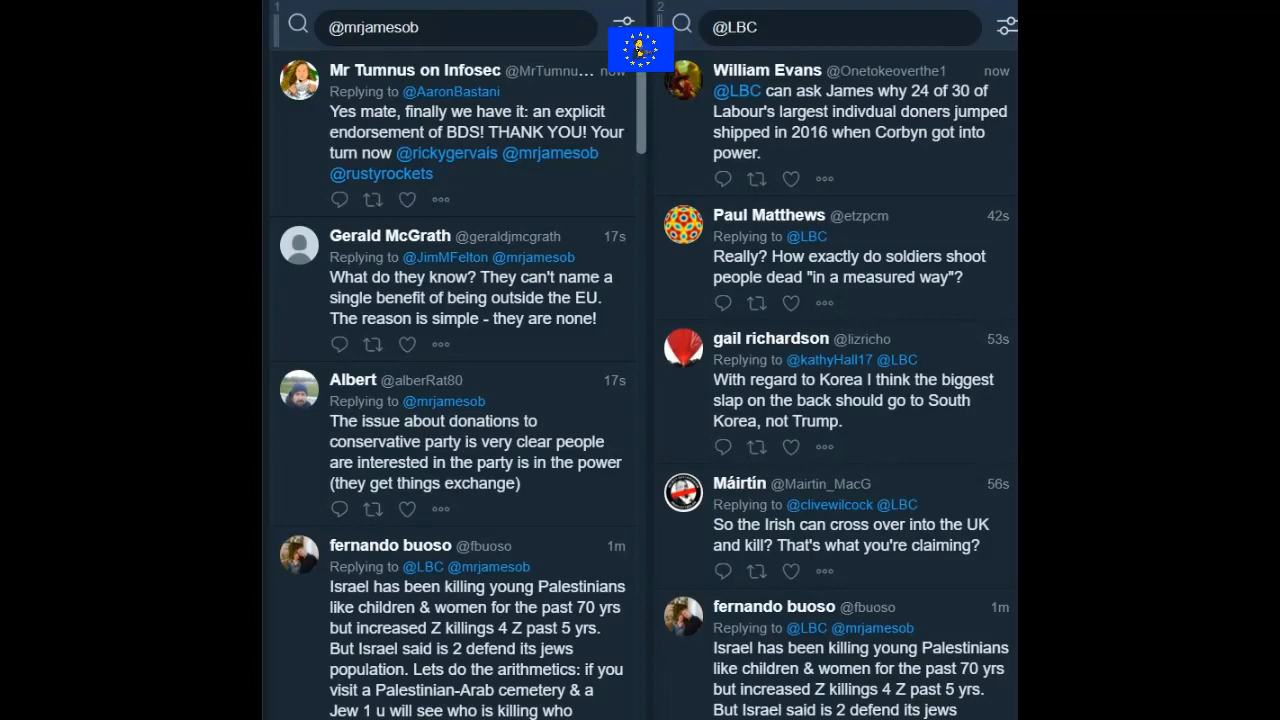 1
@mrjamesob
Mr Tumnus on Infosec @MrTumnu... now
Replying to @AaronBastani
Yes mate, finally we have it: an explicit
endorsement of BDS! THANK YOU! Your
turn now @rickygervais @mrjamesob
@rustyrockets
Gerald McGrath @geraldjmcgrath 17s
Replying to @JimMFelton @mrjamesob
What do they know? They can't name a
single benefit of being outside the EU.
The reason is simple - they are none!
Albert @alberRat80 17s
Replying to @mrjamesob
The issue about donations to
conservative party is very clear people
are interested in the party is in the power
(they get things exchange)
fernando buoso @fbuoso 1m
Replying to @LBC @mrjamesob
Israel has been killing young Palestinians
like children & women for the past 70 yrs
but increased Z killings 4 Z past 5 yrs.
But Israel said is 2 defend its jews
population. Lets do the arithmetics: if you
visit a Palestinian-Arab cemetery & a
Jew 1 u will see who is killing who
2
@LBC
William Evans @Onetokeoverthe1 now
@LBC can ask James why 24 of 30 of
Labour's largest indivdual doners jumped
shipped in 2016 when Corbyn got into
power.
Paul Matthews @etzpcm 42s
Replying to @LBC
Really? How exactly do soldiers shoot
people dead "in a measured way"?
gail richardson @lizricho 53s
Replying to @kathyHall17 @LBC
With regard to Korea I think the biggest
slap on the back should go to South
Korea, not Trump.
Máirtín @Mairtin_MacG 56s
Replying to @clivewilcock @LBC
So the Irish can cross over into the UK
and kill? That's what you're claiming?
fernando buoso @fbuoso 1m
Replying to @LBC @mrjamesob
Israel has been killing young Palestinians
like children & women for the past 70 yrs
but increased Z killings 4 Z past 5 yrs.
But Israel said is 2 defend its jews